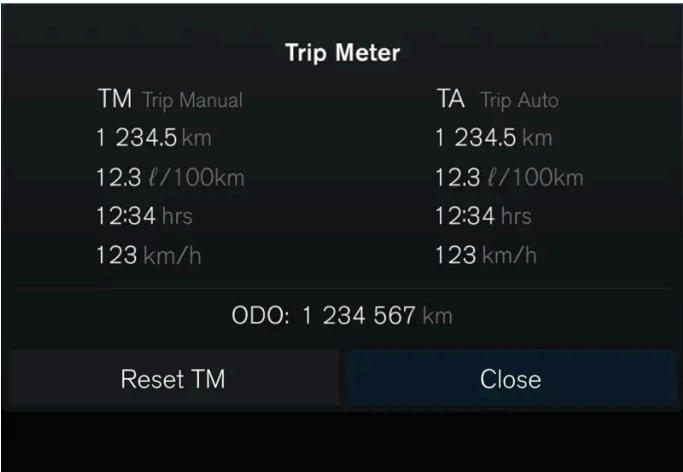 Trip Meter
TM Trip Manual
TA Trip Auto
1 234.5 km
1 234.5 km
12.3 ℓ/100km
12.3 ℓ/100km
12:34 hrs
12:34 hrs
123 km/h
123 km/h
ODO: 1 234 567 km
Reset TM
Close